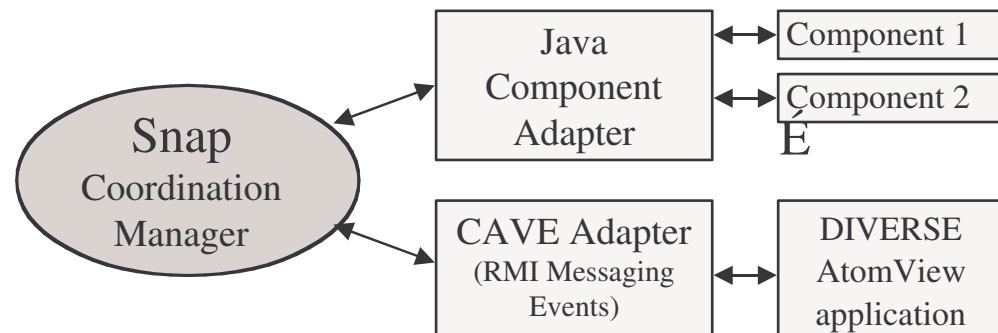 Snap
Coordination
Manager
Java
Component
Adapter
Component 1
Component 2
É
CAVE Adapter
(RMI Messaging
Events)
DIVERSE
AtomView
application